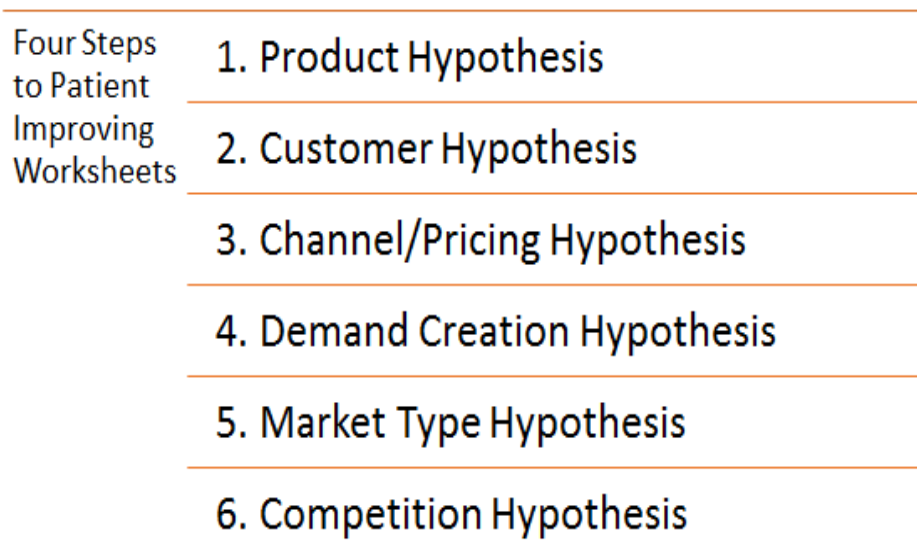 Four Steps
to Patient
Improving
Worksheets
1. Product Hypothesis
2. Customer Hypothesis
3. Channel/Pricing Hypothesis
4. Demand Creation Hypothesis
5. Market Type Hypothesis
6. Competition Hypothesis